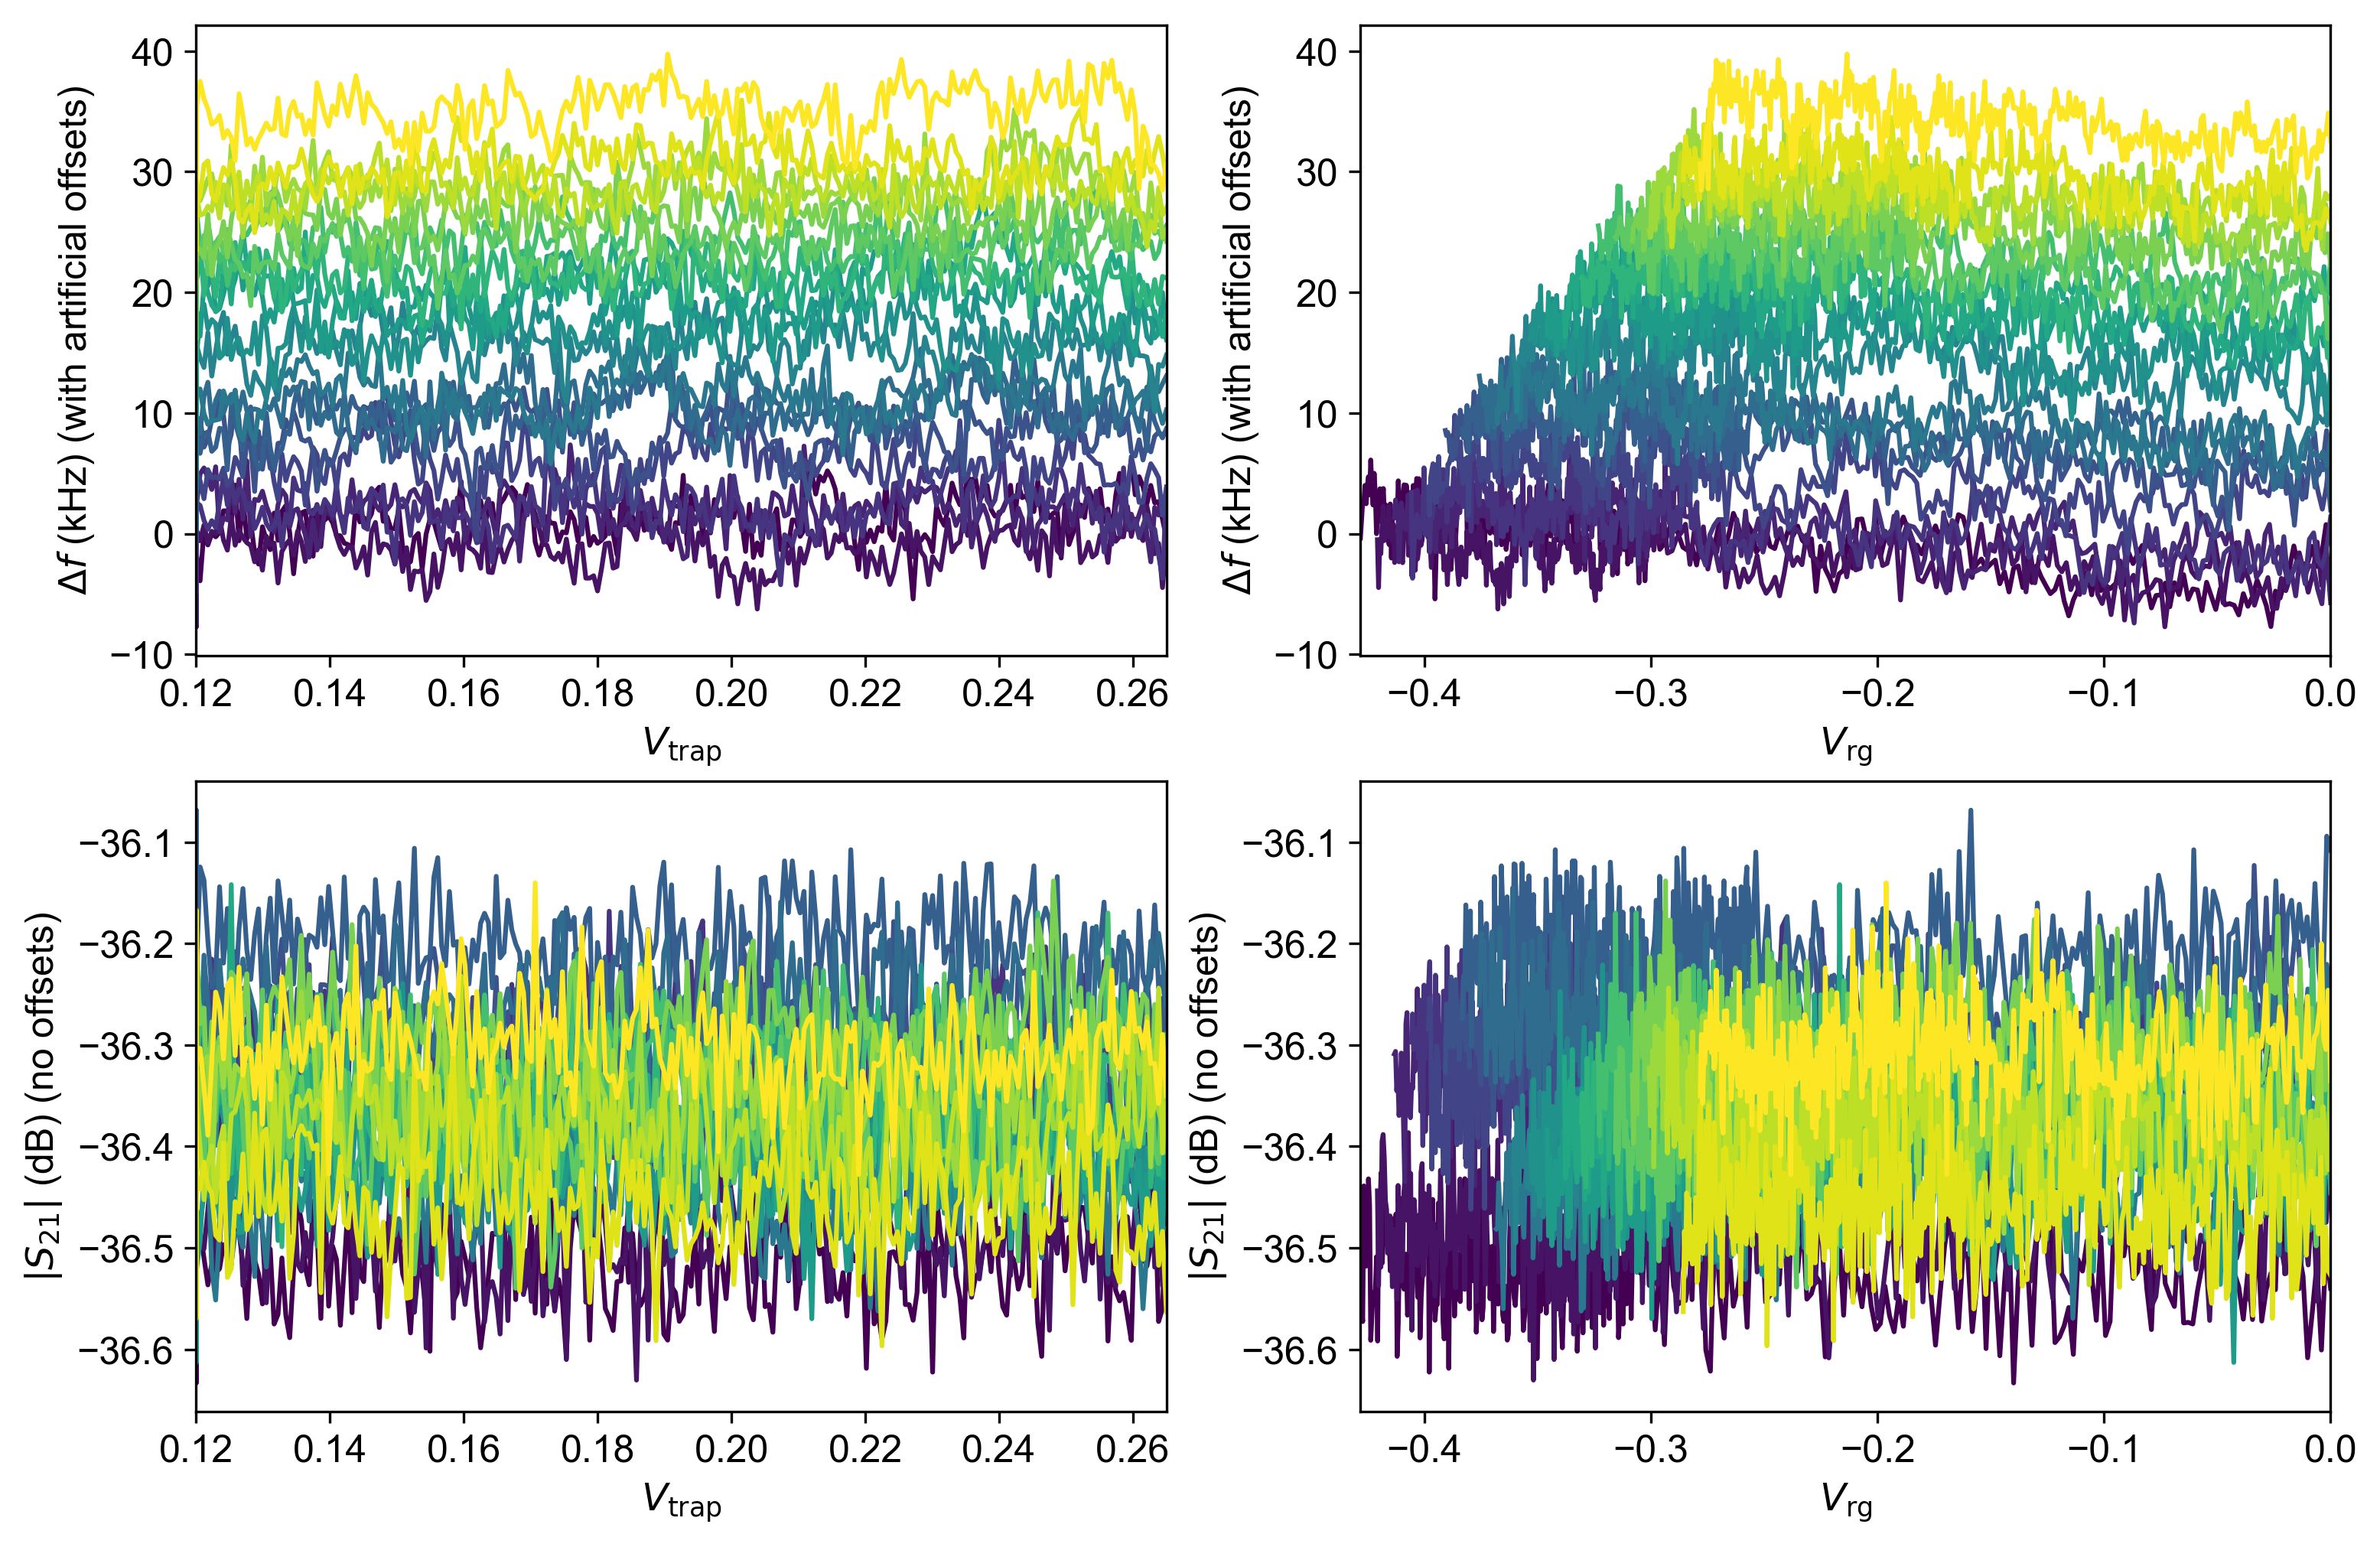 40
30
20
10
0
−10
Δf (kHz) (with artificial offsets)
0.12 0.14 0.16 0.18 0.20 0.22 0.24 0.26
V_trap
40
30
20
10
0
−10
Δf (kHz) (with artificial offsets)
−0.4 −0.3 −0.2 −0.1 0.0
V_rg
−36.1
−36.2
−36.3
−36.4
−36.5
−36.6
|S_21| (dB) (no offsets)
0.12 0.14 0.16 0.18 0.20 0.22 0.24 0.26
V_trap
−36.1
−36.2
−36.3
−36.4
−36.5
−36.6
|S_21| (dB) (no offsets)
−0.4 −0.3 −0.2 −0.1 0.0
V_rg